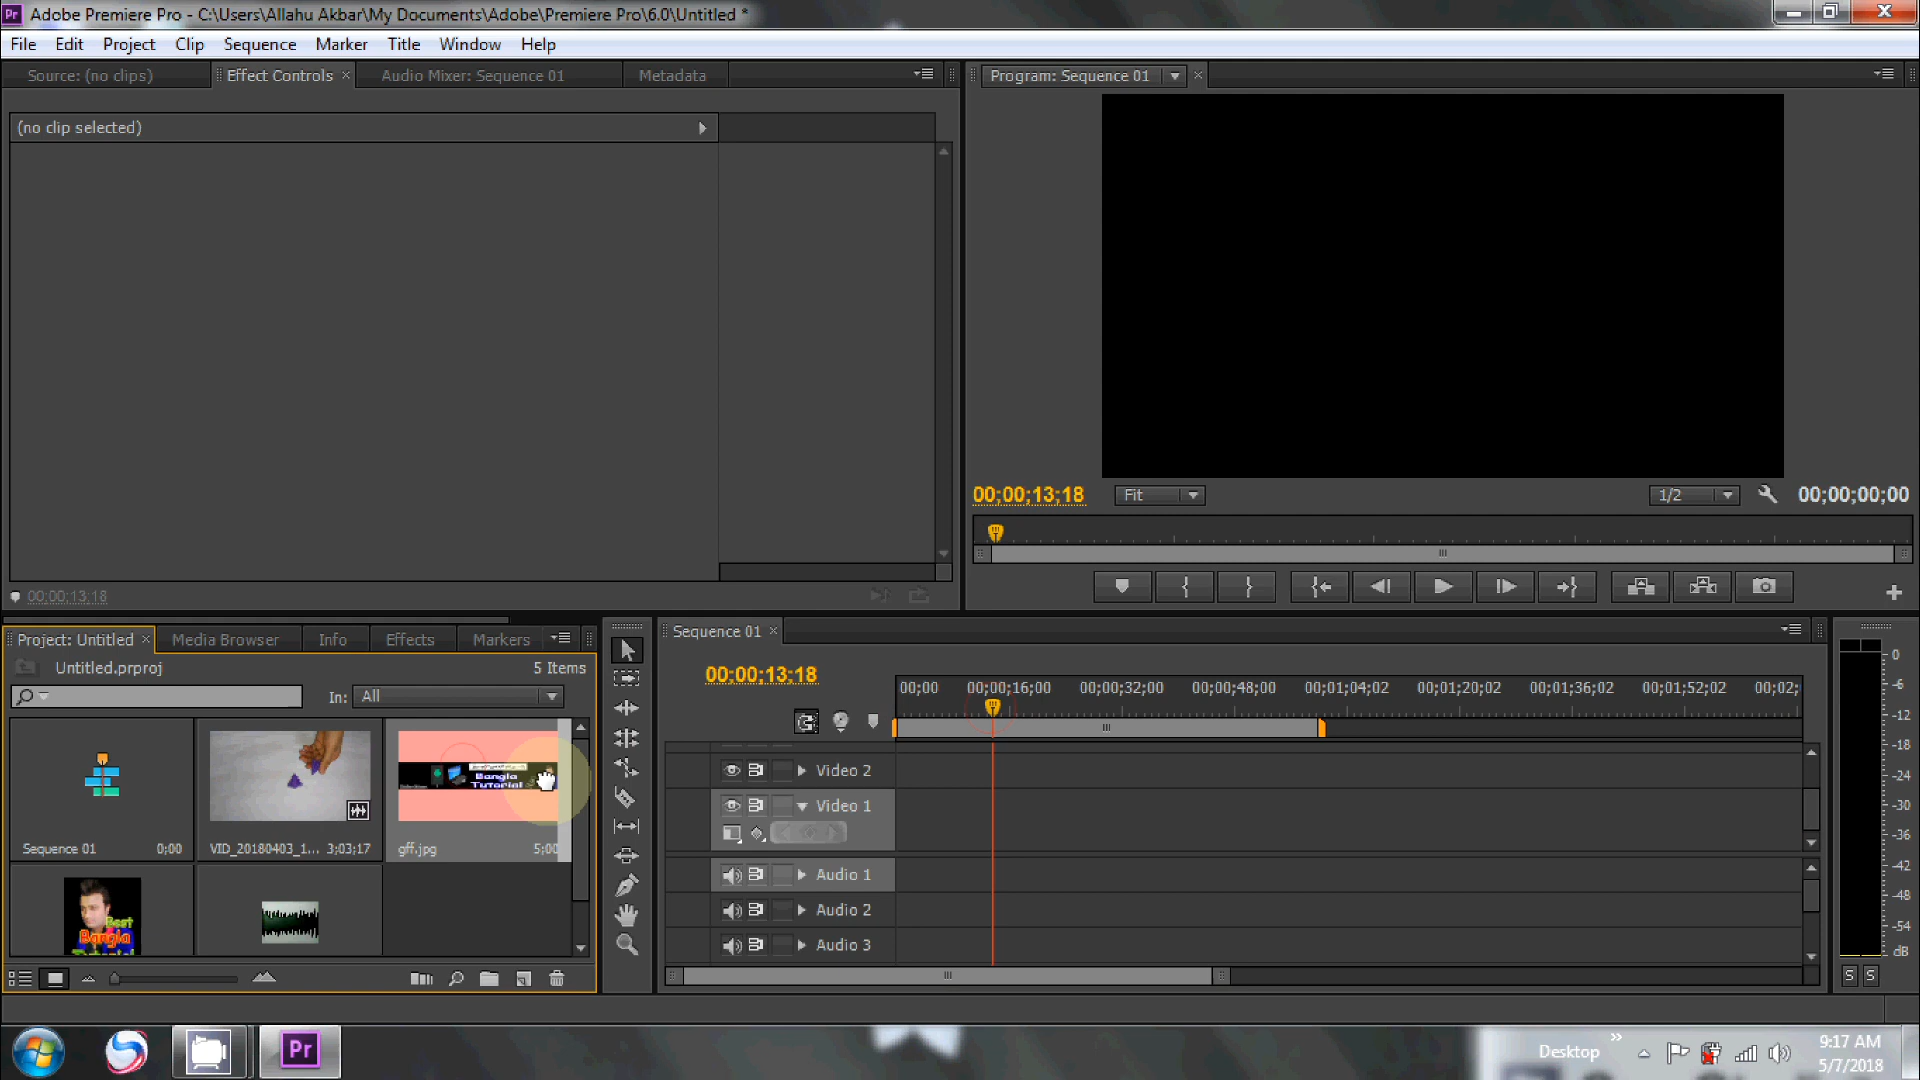 Pr Adobe Premiere Pro - C:\Users\Allahu Akbar\My Documents\Adobe\Premiere Pro\6.0\Untitled *
File Edit Project Clip Sequence Marker Title Window Help
Source: (no clips) Effect Controls Audio Mixer: Sequence 01 Metadata
Program: Sequence 01
(no clip selected)
00;00;13;18 Fit 1/2 00;00;00;00
00;00;13;18
Project: Untitled Media Browser Info Effects Markers
Untitled.prproj 5 Items
In: All
Sequence 01 0;00 VID_20180403_1... 3;03;17 gff.jpg 5;00
Bangla
Tutorial
Best
Bangla
Tutorial
Sequence 01
00;00;13;18
00;00 00;00;16;00 00;00;32;00 00;00;48;00 00;01;04;02 00;01;20;02 00;01;36;02 00;01;52;02 00;02;
Video 2
Video 1
Audio 1
Audio 2
Audio 3
0
-6
-12
-18
-24
-30
-36
-42
-48
-54
dB
S S
Pr
Desktop
9:17 AM
5/7/2018